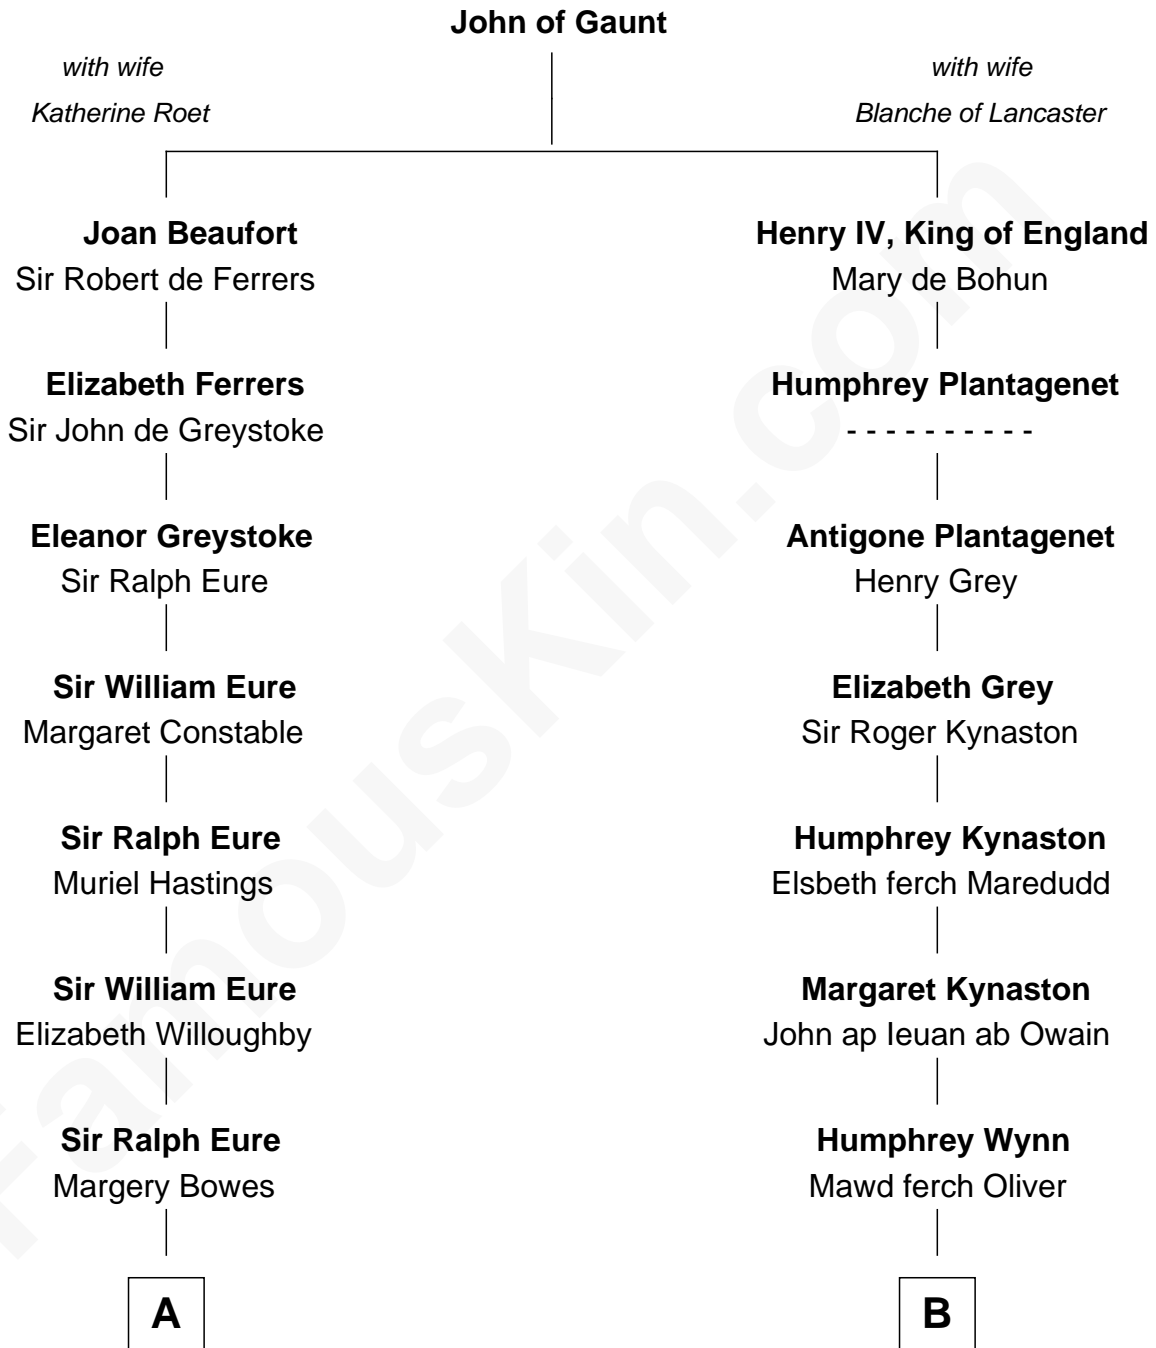 John of Gaunt
with wife
Katherine Roet
with wife
Blanche of Lancaster
Joan Beaufort
Sir Robert de Ferrers
Henry IV, King of England
Mary de Bohun
Elizabeth Ferrers
Sir John de Greystoke
Humphrey Plantagenet
- - - - - - - - - -
Eleanor Greystoke
Sir Ralph Eure
Antigone Plantagenet
Henry Grey
Sir William Eure
Margaret Constable
Elizabeth Grey
Sir Roger Kynaston
Sir Ralph Eure
Muriel Hastings
Humphrey Kynaston
Elsbeth ferch Maredudd
Sir William Eure
Elizabeth Willoughby
Margaret Kynaston
John ap Ieuan ab Owain
Sir Ralph Eure
Margery Bowes
Humphrey Wynn
Mawd ferch Oliver
A
B
FamousKin.com